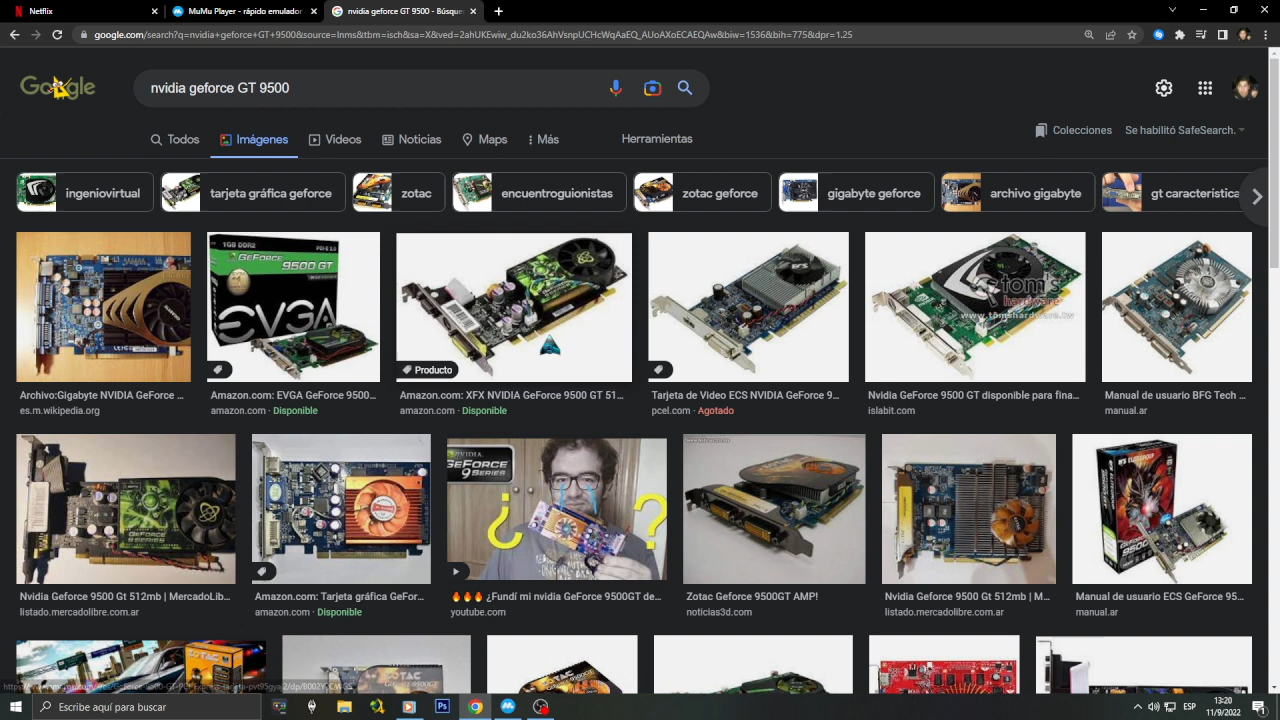 Netflix
MuMu Player - rápido emulador
nvidia geforce GT 9500 - Búsque
google.com/search?q=nvidia+geforce+GT+9500&source=lnms&tbm=isch&sa=X&ved=2ahUKEwiw_du2ko36AhVsnpUCHcWqAaEQ_AUoAXoECAEQAw&biw=1536&bih=775&dpr=1.25
nvidia geforce GT 9500
Todos
Imágenes
Videos
Noticias
Maps
Más
Herramientas
Colecciones
Se habilitó SafeSearch.
ingeniovirtual
tarjeta gráfica geforce
zotac
encuentroguionistas
zotac geforce
gigabyte geforce
archivo gigabyte
gt característica
1GB DDR2
PCI-E 2.0
GEFORCE
9500 GT
EVGA
tom's
hardware
www.tomshardware.tw
Producto
Archivo:Gigabyte NVIDIA GeForce ...
es.m.wikipedia.org
Amazon.com: EVGA GeForce 9500...
amazon.com · Disponible
Amazon.com: XFX NVIDIA GeForce 9500 GT 51...
amazon.com · Disponible
Tarjeta de Video ECS NVIDIA GeForce 9...
pcel.com · Agotado
Nvidia GeForce 9500 GT disponible para fina...
islabit.com
Manual de usuario BFG Tech ...
manual.ar
NVIDIA.
GEFORCE
9 SERIES
¿
?
Nvidia Geforce 9500 Gt 512mb | MercadoLib...
listado.mercadolibre.com.ar
Amazon.com: Tarjeta gráfica GeFor...
amazon.com · Disponible
🔥🔥🔥 ¿Fundí mi nvidia GeForce 9500GT de...
youtube.com
Zotac Geforce 9500GT AMP!
noticias3d.com
Nvidia Geforce 9500 Gt 512mb | M...
listado.mercadolibre.com.ar
Manual de usuario ECS GeForce 95...
manual.ar
Escribe aquí para buscar
ESP
13:20
11/9/2022